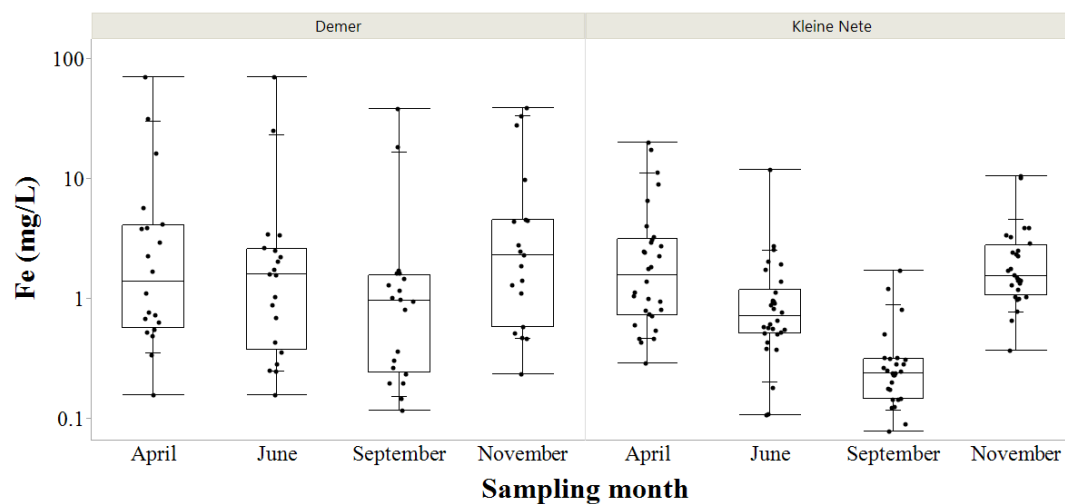 Demer Kleine Nete
100
10
1
0.1
Fe (mg/L)
April June September November April June September November
Sampling month